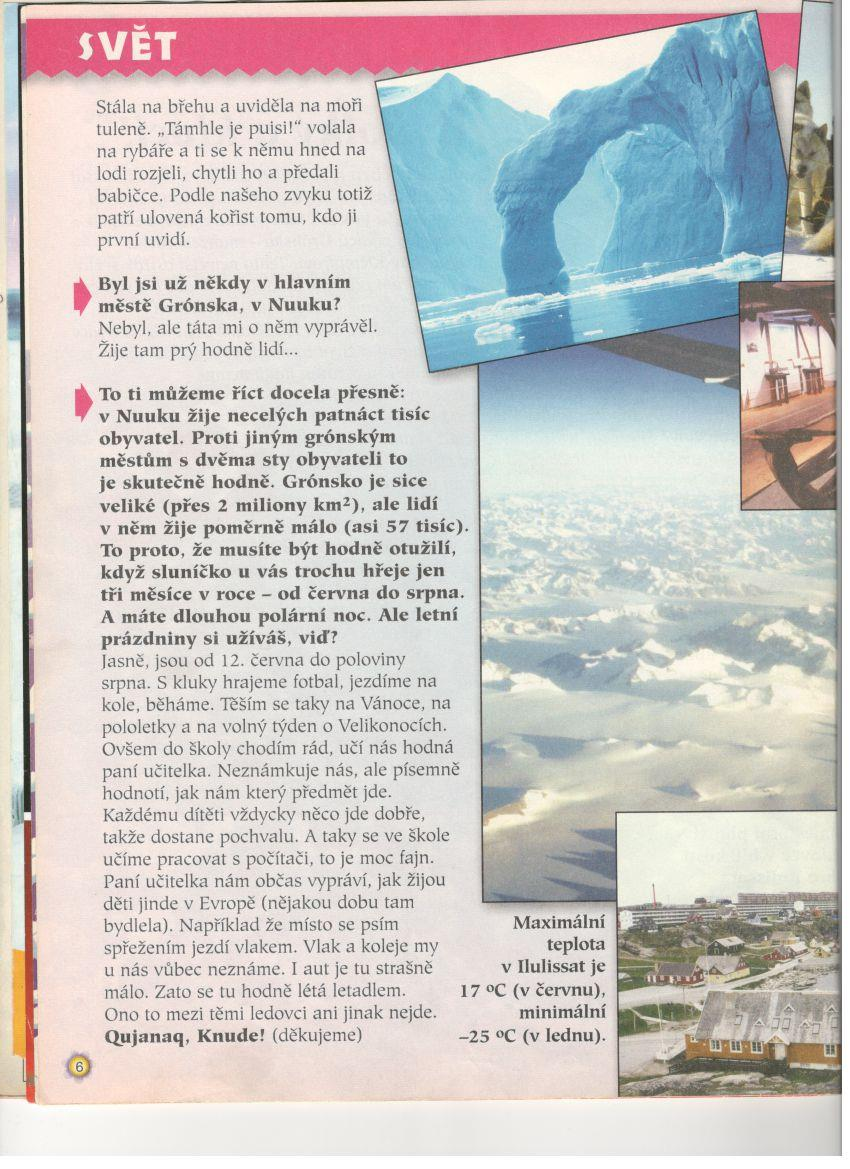 SVĚT
Stála na břehu a uviděla na moři
tuleně. „Támhle je puisi!“ volala
na rybáře a ti se k němu hned na
lodi rozjeli, chytli ho a předali
babičce. Podle našeho zvyku totiž
patří ulovená kořist tomu, kdo ji
první uvidí.
Byl jsi už někdy v hlavním
městě Grónska, v Nuuku?
Nebyl, ale táta mi o něm vyprávěl.
Žije tam prý hodně lidí...
To ti můžeme říct docela přesně:
v Nuuku žije necelých patnáct tisíc
obyvatel. Proti jiným grónským
městům s dvěma sty obyvateli to
je skutečně hodně. Grónsko je sice
veliké (přes 2 miliony km²), ale lidí
v něm žije poměrně málo (asi 57 tisíc).
To proto, že musíte být hodně otužilí,
když sluníčko u vás trochu hřeje jen
tři měsíce v roce – od června do srpna.
A máte dlouhou polární noc. Ale letní
prázdniny si užíváš, viď?
Jasně, jsou od 12. června do poloviny
srpna. S kluky hrajeme fotbal, jezdíme na
kole, běháme. Těším se taky na Vánoce, na
pololetky a na volný týden o Velikonocích.
Ovšem do školy chodím rád, učí nás hodná
paní učitelka. Neznámkuje nás, ale písemně
hodnotí, jak nám který předmět jde.
Každému dítěti vždycky něco jde dobře,
takže dostane pochvalu. A taky se ve škole
učíme pracovat s počítači, to je moc fajn.
Paní učitelka nám občas vypráví, jak žijou
děti jinde v Evropě (nějakou dobu tam
bydlela). Například že místo se psím
spřežením jezdí vlakem. Vlak a koleje my
u nás vůbec neznáme. I aut je tu strašně
málo. Zato se tu hodně létá letadlem.
Ono to mezi těmi ledovci ani jinak nejde.
Qujanaq, Knude! (děkujeme)
Maximální
teplota
v Ilulissat je
17 ºC (v červnu),
minimální
–25 ºC (v lednu).
6